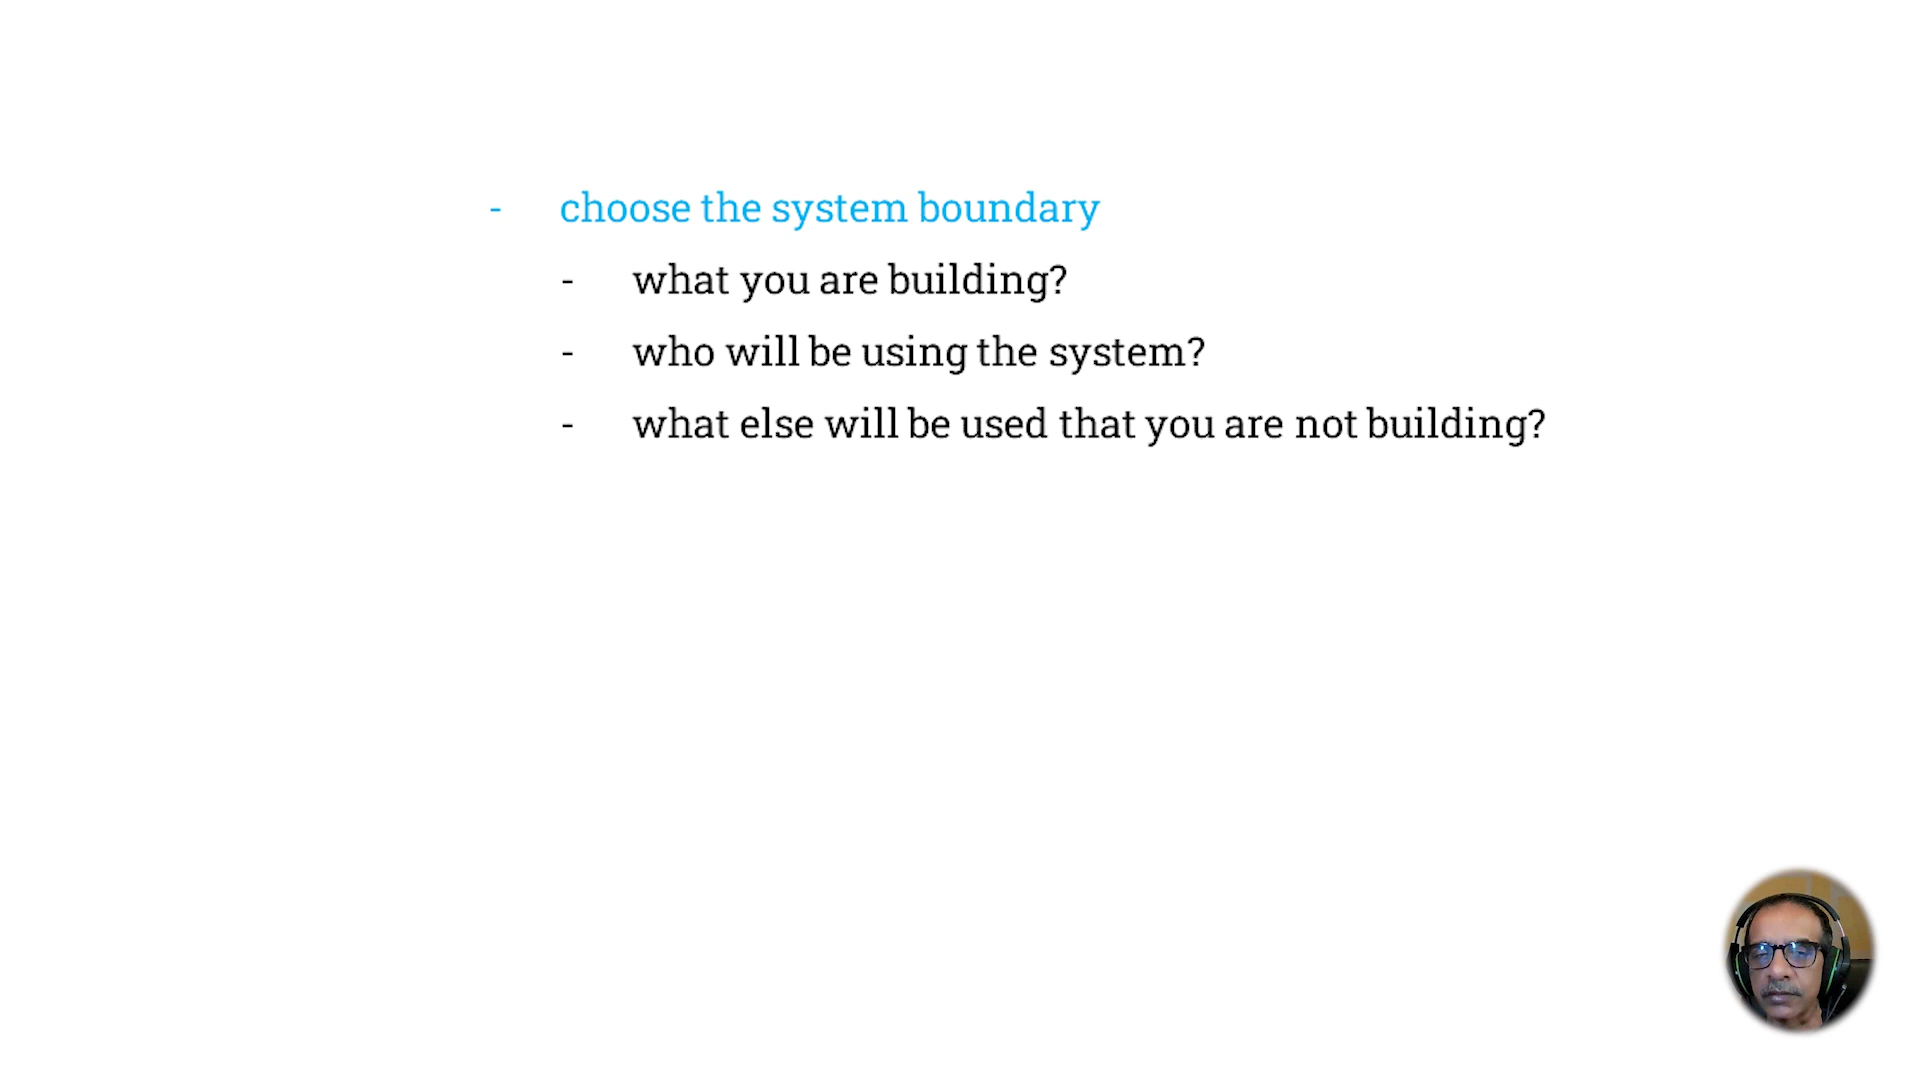 - choose the system boundary
- what you are building?
- who will be using the system?
- what else will be used that you are not building?